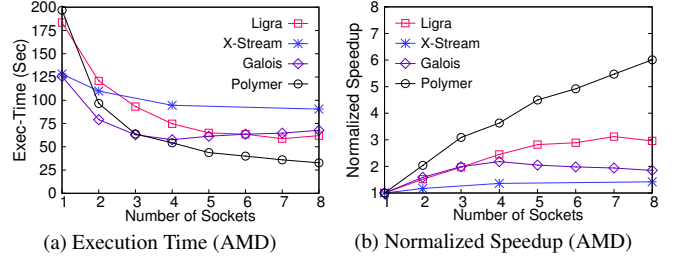 200
175
150
125
100
75
50
25
0
Exec-Time (Sec)
1 2 3 4 5 6 7 8
Number of Sockets
Ligra
X-Stream
Galois
Polymer
(a) Execution Time (AMD)
8
7
6
5
4
3
2
1
Normalized Speedup
1 2 3 4 5 6 7 8
Number of Sockets
Ligra
X-Stream
Galois
Polymer
(b) Normalized Speedup (AMD)